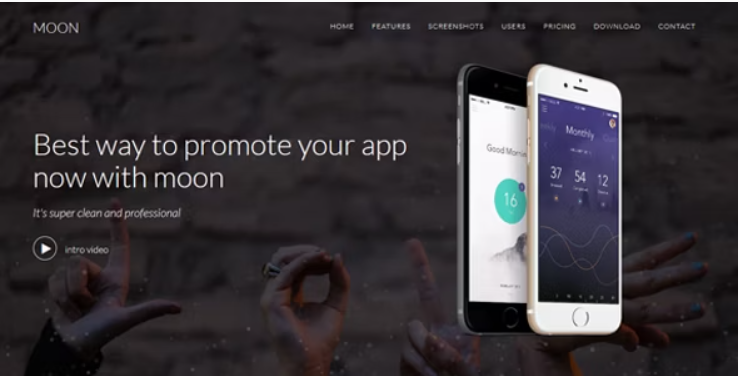 MOON
HOME FEATURES SCREENSHOTS USERS PRICING DOWNLOAD CONTACT
Best way to promote your app
now with moon
It's super clean and professional
intro video
Good Mornin
16
Monthly
37 54 12